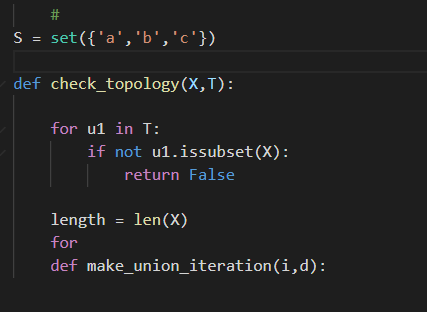 #
S = set({'a','b','c'})
def check_topology(X,T):
for u1 in T:
if not u1.issubset(X):
return False
length = len(X)
for
def make_union_iteration(i,d):